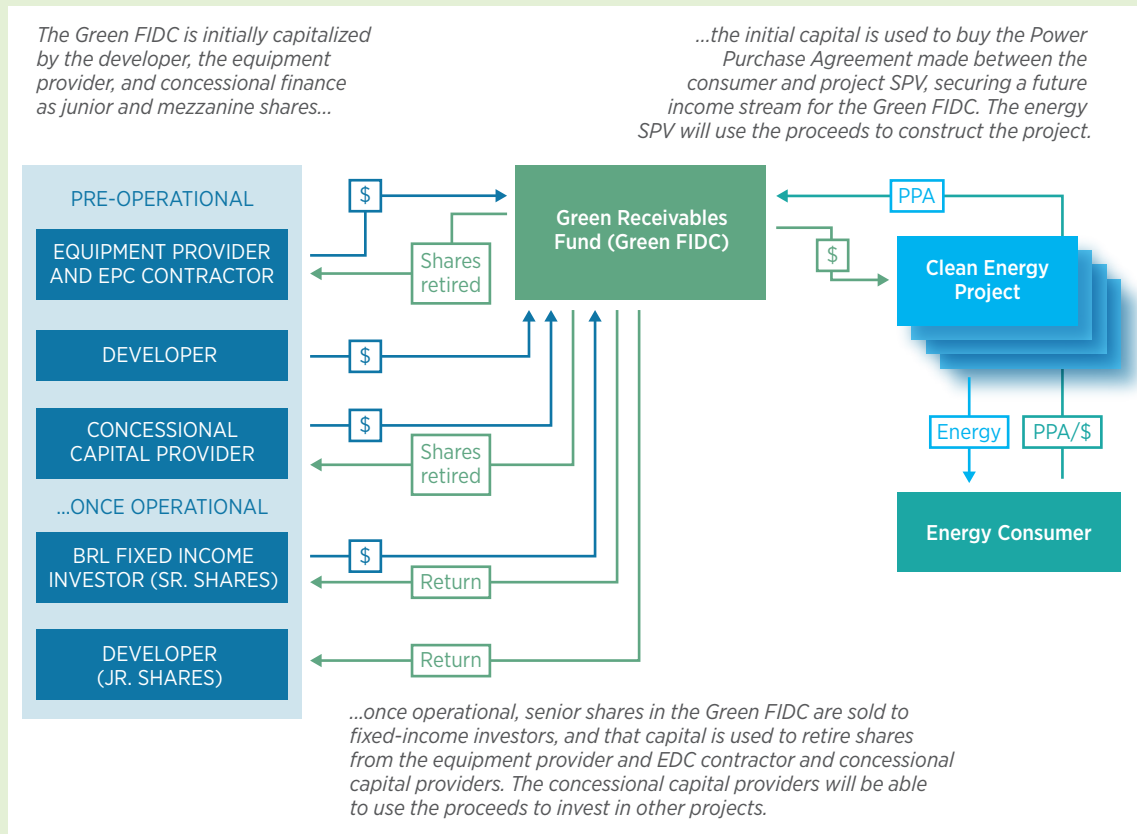 The Green FIDC is initially capitalized
by the developer, the equipment
provider, and concessional finance
as junior and mezzanine shares...
...the initial capital is used to buy the Power
Purchase Agreement made between the
consumer and project SPV, securing a future
income stream for the Green FIDC. The energy
SPV will use the proceeds to construct the project.
PRE-OPERATIONAL
EQUIPMENT PROVIDER
AND EPC CONTRACTOR
DEVELOPER
CONCESSIONAL
CAPITAL PROVIDER
...ONCE OPERATIONAL
BRL FIXED INCOME
INVESTOR (SR. SHARES)
DEVELOPER
(JR. SHARES)
$
Shares
retired
$
$
Shares
retired
$
Return
Return
Green Receivables
Fund (Green FIDC)
PPA
$
Clean Energy
Project
Energy
PPA/$
Energy Consumer
...once operational, senior shares in the Green FIDC are sold to
fixed-income investors, and that capital is used to retire shares
from the equipment provider and EDC contractor and concessional
capital providers. The concessional capital providers will be able
to use the proceeds to invest in other projects.